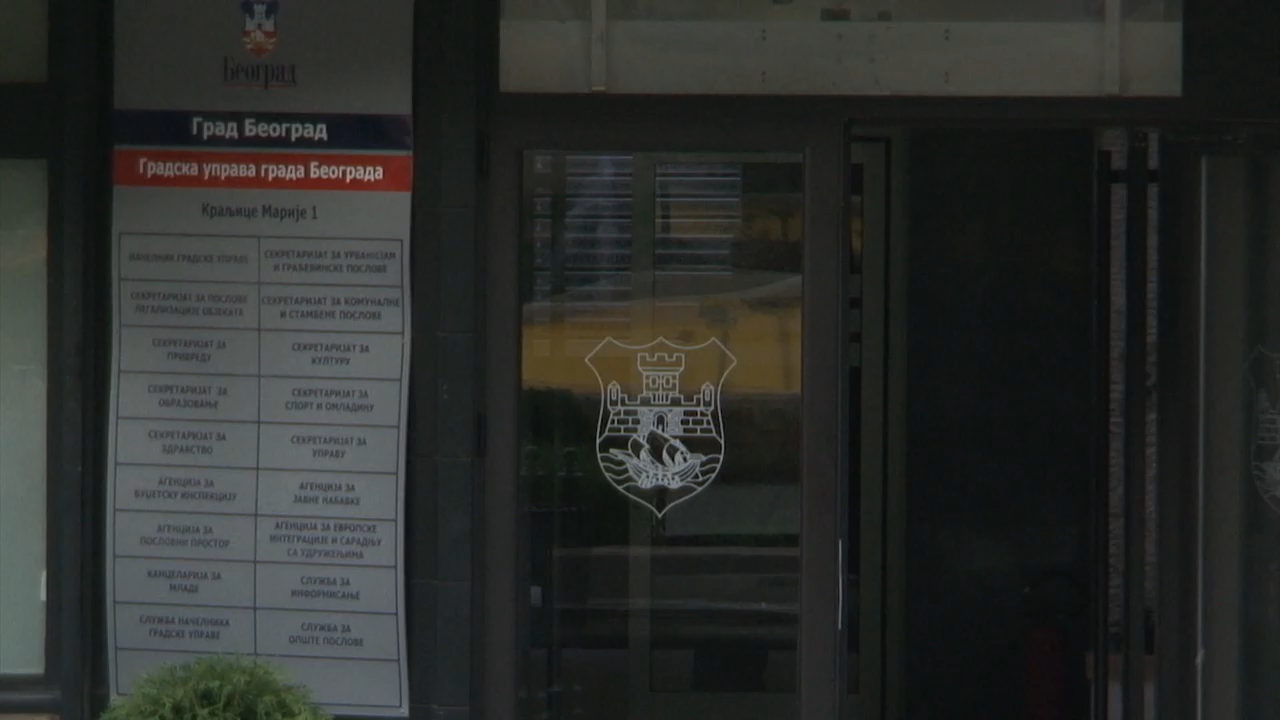 Београд
Град Београд
Градска управа града Београда
Краљице Марије 1
НАЧЕЛНИК ГРАДСКЕ УПРАВЕ
СЕКРЕТАРИЈАТ ЗА УРБАНИЗАМ
И ГРАЂЕВИНСКЕ ПОСЛОВЕ
СЕКРЕТАРИЈАТ ЗА ПОСЛОВЕ
ЛЕГАЛИЗАЦИЈЕ ОБЈЕКАТА
СЕКРЕТАРИЈАТ ЗА КОМУНАЛНЕ
И СТАМБЕНЕ ПОСЛОВЕ
СЕКРЕТАРИЈАТ ЗА
ПРИВРЕДУ
СЕКРЕТАРИЈАТ ЗА
КУЛТУРУ
СЕКРЕТАРИЈАТ ЗА
ОБРАЗОВАЊЕ
СЕКРЕТАРИЈАТ ЗА
СПОРТ И ОМЛАДИНУ
СЕКРЕТАРИЈАТ ЗА
ЗДРАВСТВО
СЕКРЕТАРИЈАТ ЗА
УПРАВУ
АГЕНЦИЈА ЗА
БУЏЕТСКУ ИНСПЕКЦИЈУ
АГЕНЦИЈА ЗА
ЈАВНЕ НАБАВКЕ
АГЕНЦИЈА ЗА
ПОСЛОВНИ ПРОСТОР
АГЕНЦИЈА ЗА ЕВРОПСКЕ
ИНТЕГРАЦИЈЕ И САРАДЊУ
СА УДРУЖЕЊИМА
КАНЦЕЛАРИЈА ЗА
МЛАДЕ
СЛУЖБА ЗА
ИНФОРМИСАЊЕ
СЛУЖБА НАЧЕЛНИКА
ГРАДСКЕ УПРАВЕ
СЛУЖБА ЗА
ОПШТЕ ПОСЛОВЕ